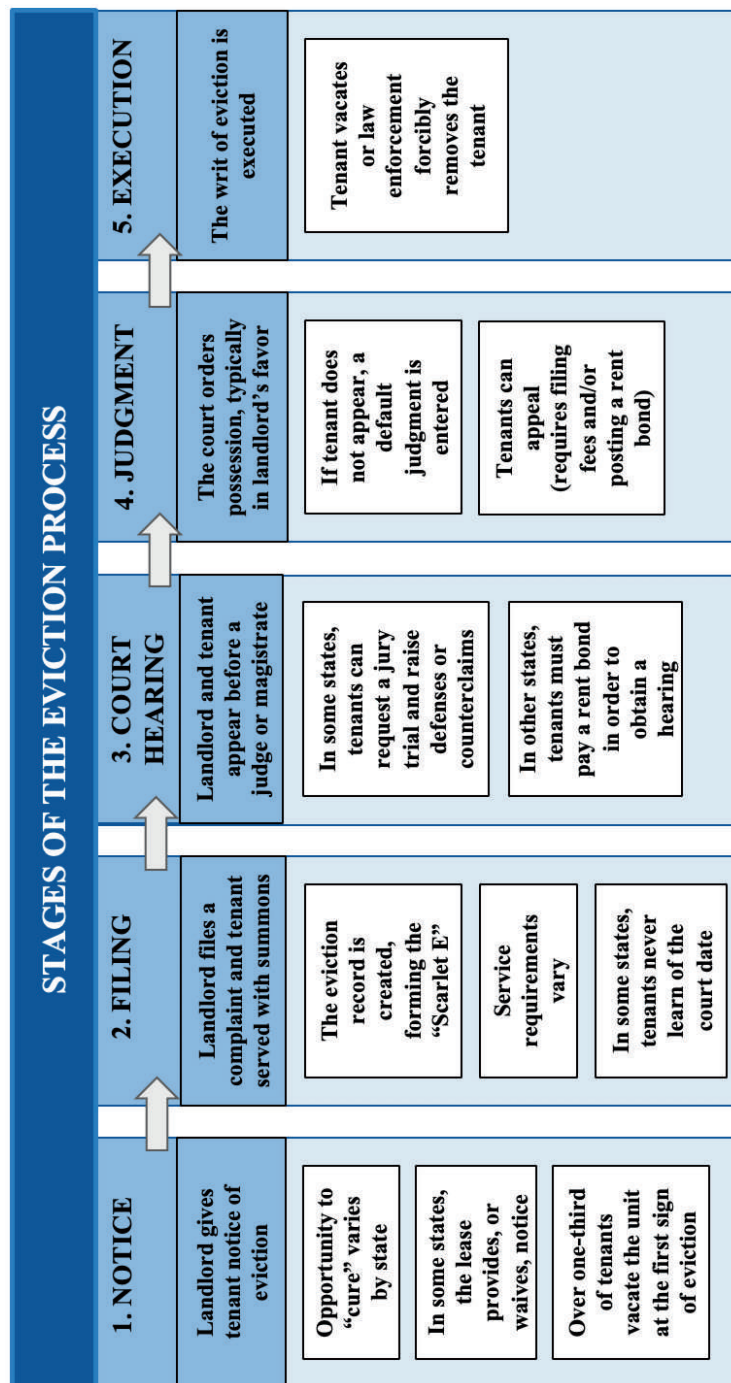 STAGES OF THE EVICTION PROCESS
1. NOTICE
Landlord gives
tenant notice of
eviction
Opportunity to
“cure” varies
by state
In some states,
the lease
provides, or
waives, notice
Over one-third
of tenants
vacate the unit
at the first sign
of eviction
2. FILING
Landlord files a
complaint and tenant
served with summons
The eviction
record is
created,
forming the
“Scarlet E”
Service
requirements
vary
In some states,
tenants never
learn of the
court date
3. COURT
HEARING
Landlord and tenant
appear before a
judge or magistrate
In some states,
tenants can
request a jury
trial and raise
defenses or
counterclaims
In other states,
tenants must
pay a rent bond
in order to
obtain a
hearing
4. JUDGMENT
The court orders
possession, typically
in landlord’s favor
If tenant does
not appear, a
default
judgment is
entered
Tenants can
appeal
(requires filing
fees and/or
posting a rent
bond)
5. EXECUTION
The writ of eviction is
executed
Tenant vacates
or law
enforcement
forcibly
removes the
tenant